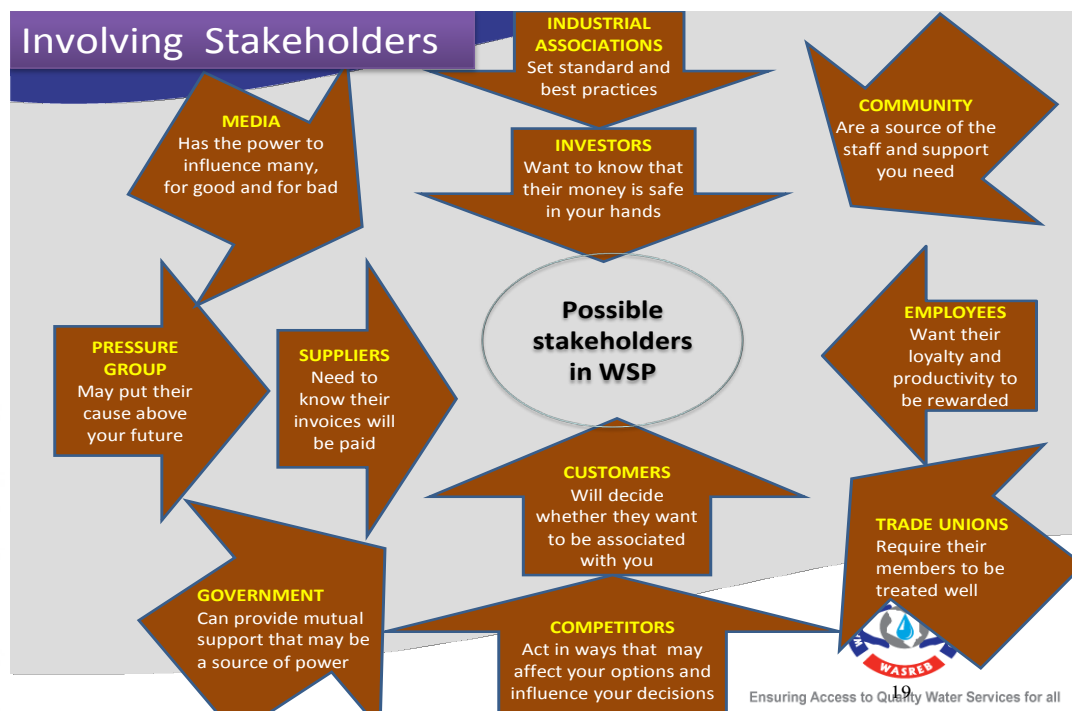 Involving Stakeholders
INDUSTRIAL
ASSOCIATIONS
Set standard and
best practices
MEDIA
Has the power to
influence many,
for good and for bad
INVESTORS
Want to know that
their money is safe
in your hands
COMMUNITY
Are a source of the
staff and support
you need
Possible
stakeholders
in WSP
PRESSURE
GROUP
May put their
cause above
your future
SUPPLIERS
Need to
know their
invoices will
be paid
EMPLOYEES
Want their
loyalty and
productivity to
be rewarded
CUSTOMERS
Will decide
whether they want
to be associated
with you
TRADE UNIONS
Require their
members to be
treated well
GOVERNMENT
Can provide mutual
support that may be
a source of power
COMPETITORS
Act in ways that may
affect your options and
influence your decisions
WASREB
Ensuring Access to Quality Water Services for all
19